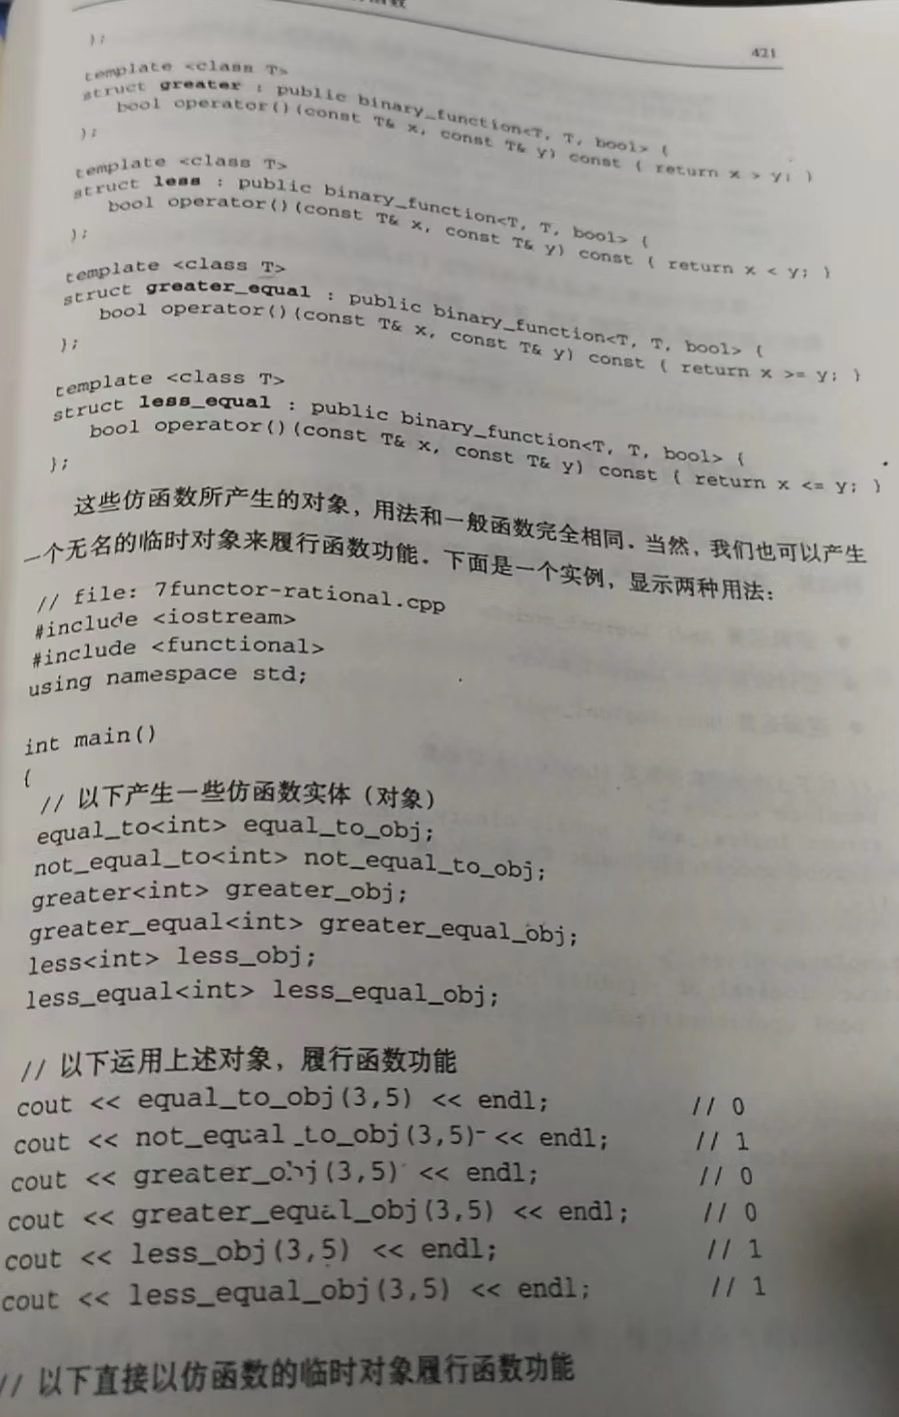 函数
421
};
template <class T>
struct greater : public binary_function<T, T, bool> {
bool operator()(const T& x, const T& y) const { return x > y; }
};
template <class T>
struct less : public binary_function<T, T, bool> {
bool operator()(const T& x, const T& y) const { return x < y; }
};
template <class T>
struct greater_equal : public binary_function<T, T, bool> {
bool operator()(const T& x, const T& y) const { return x >= y; }
};
template <class T>
struct less_equal : public binary_function<T, T, bool> {
bool operator()(const T& x, const T& y) const { return x <= y; }
};
这些仿函数所产生的对象，用法和一般函数完全相同．当然，我们也可以产生
一个无名的临时对象来履行函数功能．下面是一个实例，显示两种用法：
// file: 7functor-rational.cpp
#include <iostream>
#include <functional>
using namespace std;
int main()
{
// 以下产生一些仿函数实体（对象）
equal_to<int> equal_to_obj;
not_equal_to<int> not_equal_to_obj;
greater<int> greater_obj;
greater_equal<int> greater_equal_obj;
less<int> less_obj;
less_equal<int> less_equal_obj;
// 以下运用上述对象，履行函数功能
cout << equal_to_obj(3,5) << endl; // 0
cout << not_equal_to_obj(3,5) << endl; // 1
cout << greater_obj(3,5) << endl; // 0
cout << greater_equal_obj(3,5) << endl; // 0
cout << less_obj(3,5) << endl; // 1
cout << less_equal_obj(3,5) << endl; // 1
// 以下直接以仿函数的临时对象履行函数功能